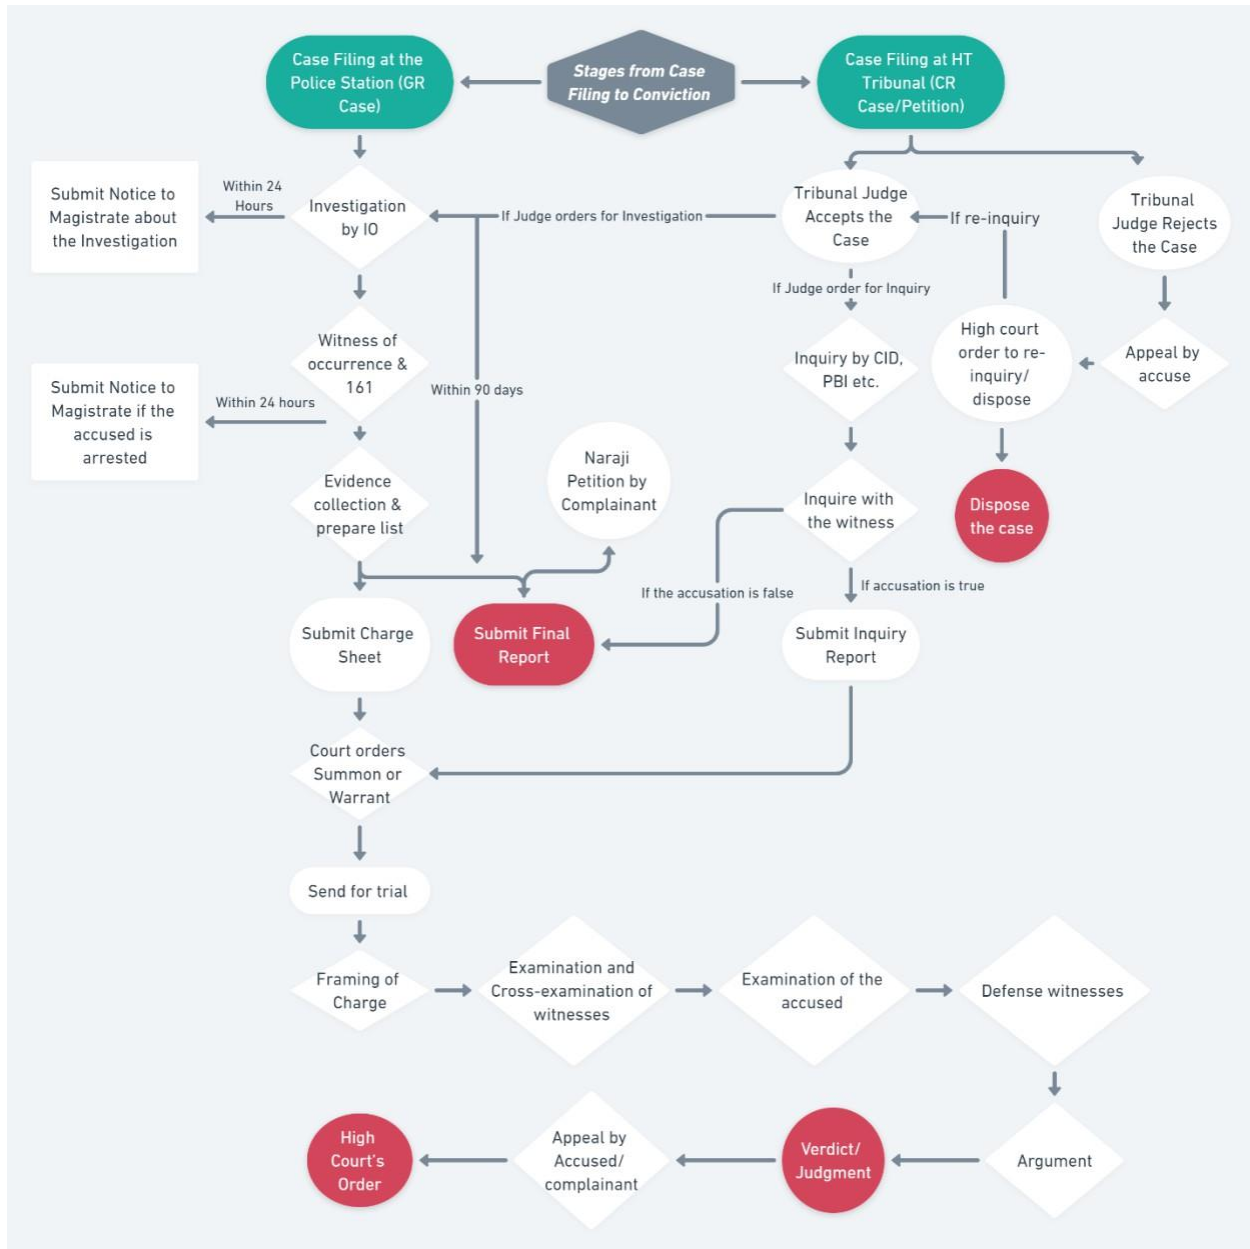 Stages from Case
Filing to Conviction
Case Filing at the
Police Station (GR
Case)
Case Filing at HT
Tribunal (CR
Case/Petition)
Submit Notice to
Magistrate about
the Investigation
Within 24
Hours
Investigation
by IO
If Judge orders for Investigation
Tribunal Judge
Accepts the
Case
If re-inquiry
Tribunal
Judge Rejects
the Case
If Judge order for Inquiry
Witness of
occurrence &
161
Within 90 days
Inquiry by CID,
PBI etc.
High court
order to re-
inquiry/
dispose
Appeal by
accuse
Submit Notice to
Magistrate if the
accused is
arrested
Within 24 hours
Evidence
collection &
prepare list
Naraji
Petition by
Complainant
Inquire with
the witness
Dispose
the case
If the accusation is false
If accusation is true
Submit Charge
Sheet
Submit Final
Report
Submit Inquiry
Report
Court orders
Summon or
Warrant
Send for trial
Framing of
Charge
Examination and
Cross-examination of
witnesses
Examination of the
accused
Defense witnesses
High
Court's
Order
Appeal by
Accused/
complainant
Verdict/
Judgment
Argument